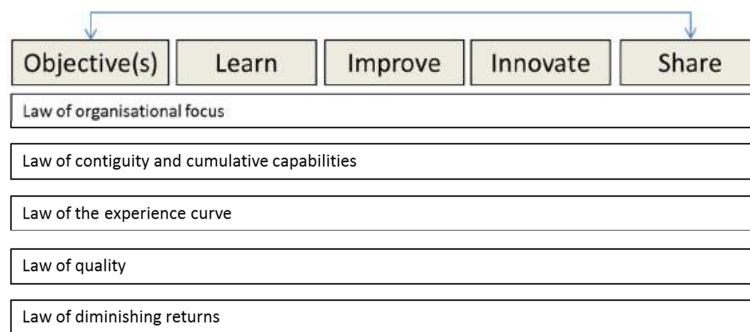 Objective(s) Learn Improve Innovate Share
Law of organisational focus
Law of contiguity and cumulative capabilities
Law of the experience curve
Law of quality
Law of diminishing returns